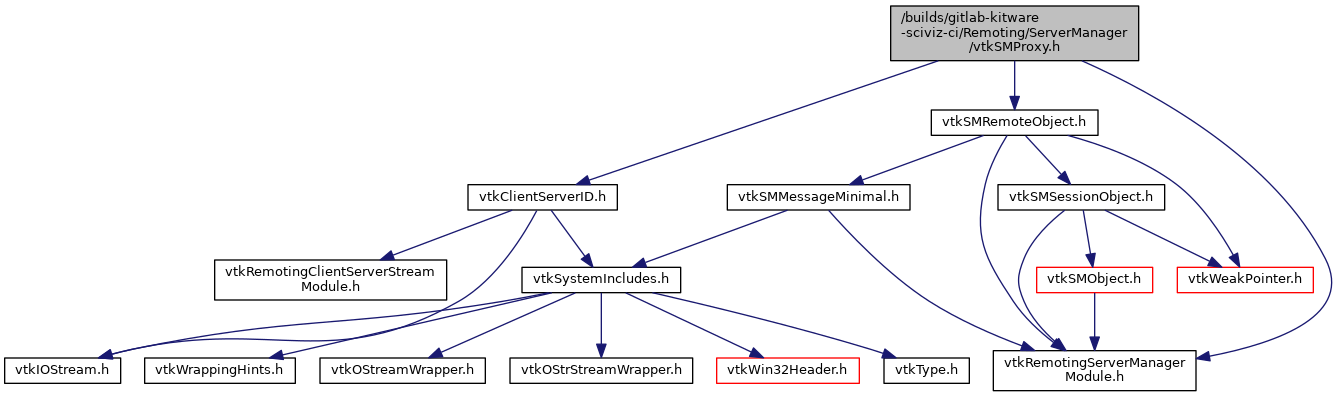 /builds/gitlab-kitware
-sciviz-ci/Remoting/ServerManager
/vtkSMProxy.h
vtkSMRemoteObject.h
vtkClientServerID.h
vtkSMMessageMinimal.h
vtkSMSessionObject.h
vtkRemotingClientServerStream
Module.h
vtkSystemIncludes.h
vtkSMObject.h
vtkWeakPointer.h
vtkIOStream.h
vtkWrappingHints.h
vtkOStreamWrapper.h
vtkOStrStreamWrapper.h
vtkWin32Header.h
vtkType.h
vtkRemotingServerManager
Module.h